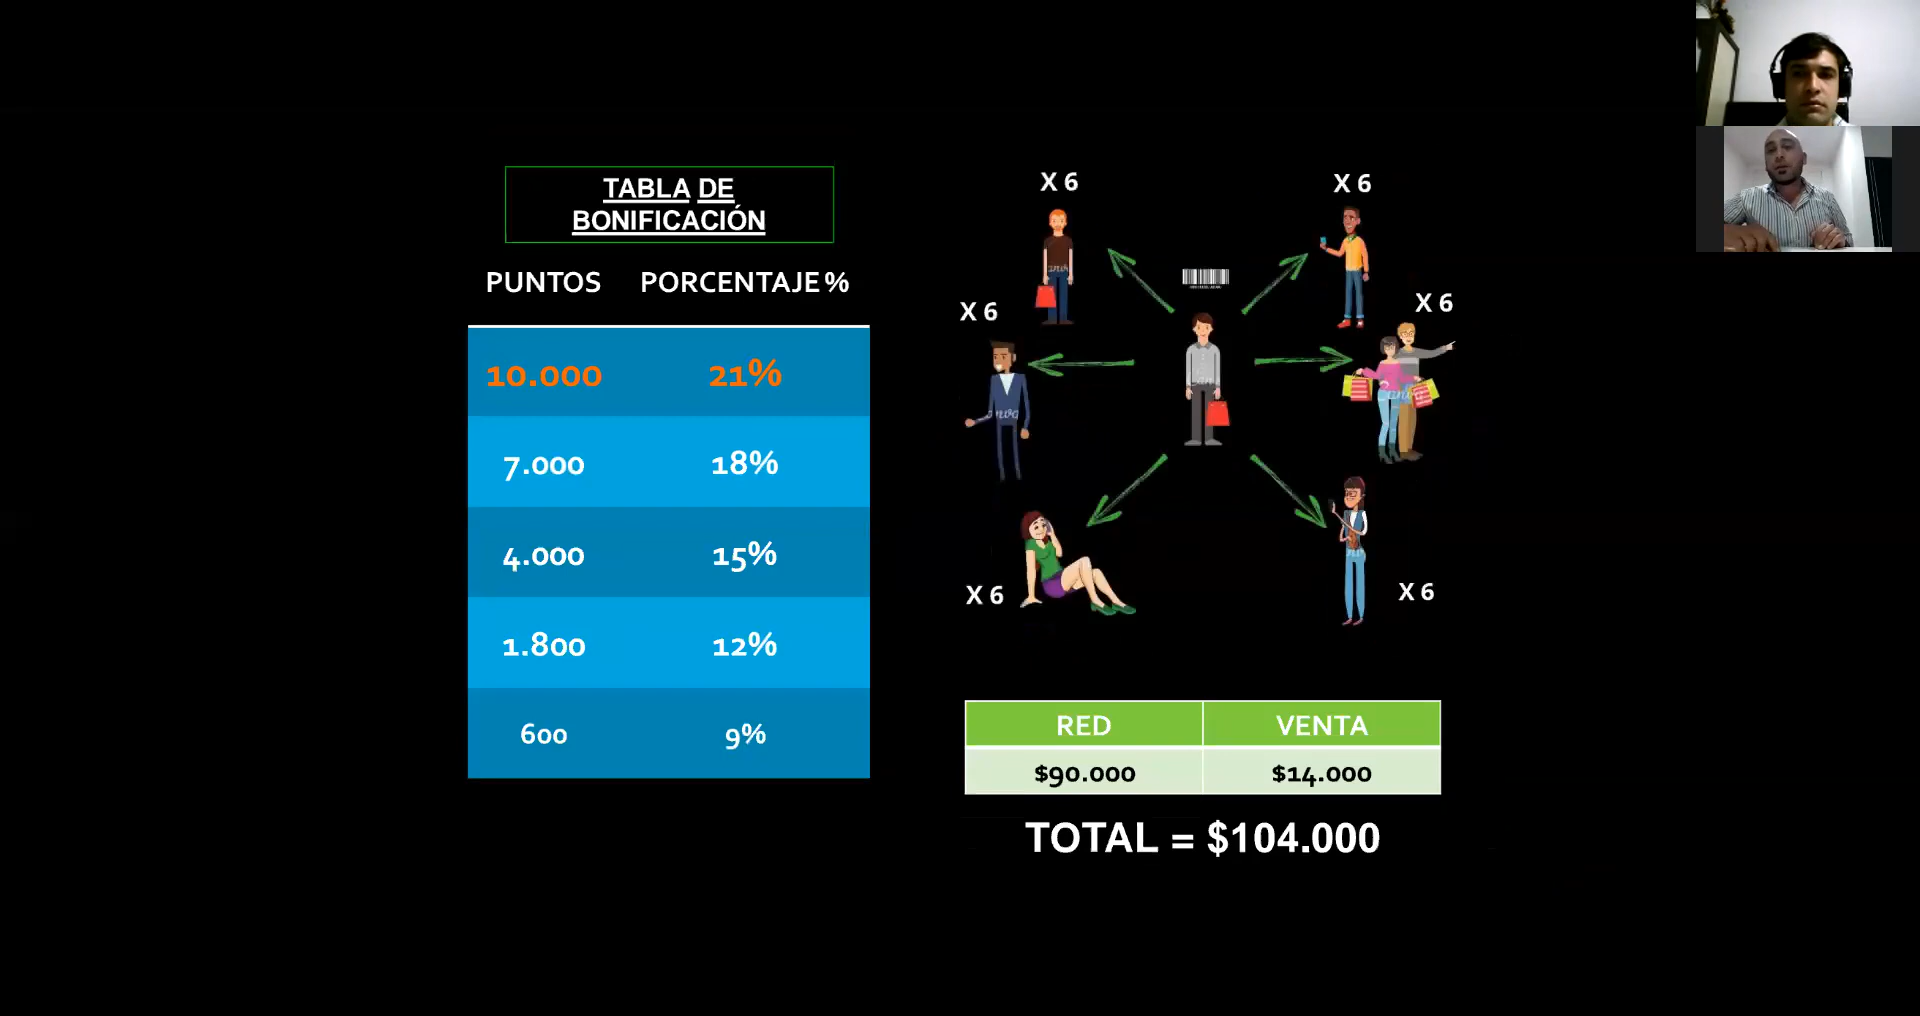 TABLA DE
BONIFICACIÓN
PUNTOS PORCENTAJE %
10.000 21%
7.000 18%
4.000 15%
1.800 12%
600 9%
X 6
X 6
X 6
X 6
X 6
X 6
RED VENTA
$90.000 $14.000
TOTAL = $104.000